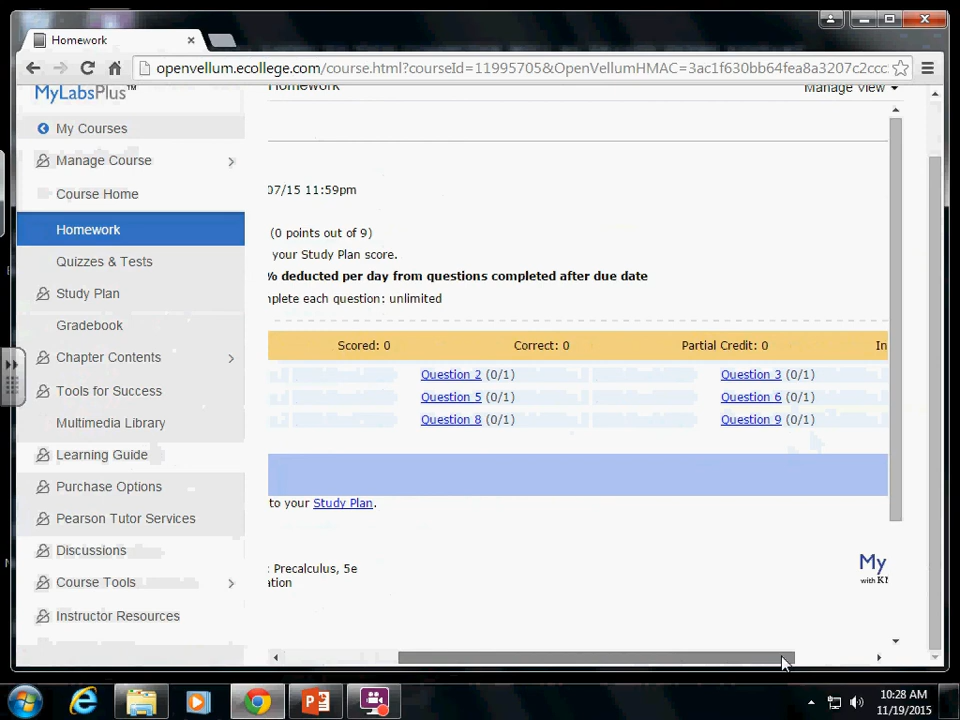 Homework
openvellum.ecollege.com/course.html?courseId=11995705&OpenVellumHMAC=3ac1f630bb64fea8a3207c2ccc
MyLabsPlus™
Homework
Manage View
My Courses
Manage Course
Course Home
Homework
Quizzes & Tests
Study Plan
Gradebook
Chapter Contents
Tools for Success
Multimedia Library
Learning Guide
Purchase Options
Pearson Tutor Services
Discussions
Course Tools
Instructor Resources
07/15 11:59pm
(0 points out of 9)
your Study Plan score.
% deducted per day from questions completed after due date
mplete each question: unlimited
Scored: 0 Correct: 0 Partial Credit: 0 In
Question 2 (0/1) Question 3 (0/1)
Question 5 (0/1) Question 6 (0/1)
Question 8 (0/1) Question 9 (0/1)
to your Study Plan.
: Precalculus, 5e
ation
My
with KN
10:28 AM
11/19/2015